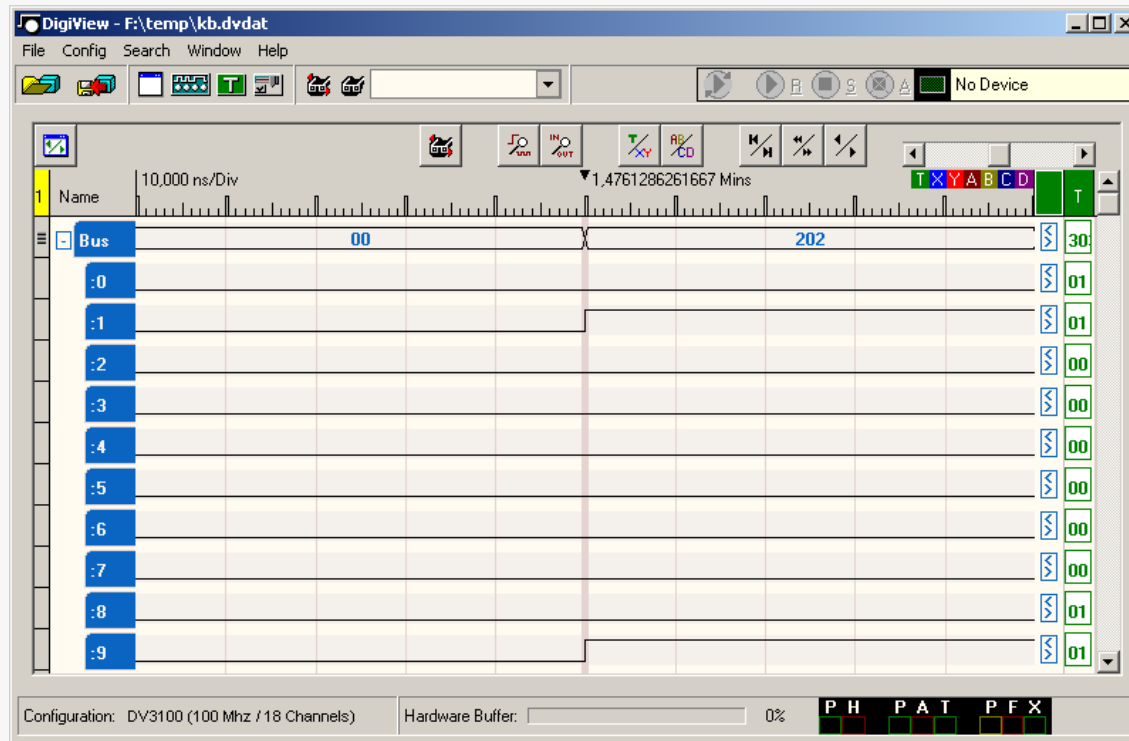 DigiView - F:\temp\kb.dvdat
File Config Search Window Help
R S A No Device
1 Name 10,000 ns/Div 1,4761286261667 Mins T X Y A B C D T
Bus 00 202 30
:0 01
:1 01
:2 00
:3 00
:4 00
:5 00
:6 00
:7 00
:8 01
:9 01
Configuration: DV3100 (100 Mhz / 18 Channels) Hardware Buffer: 0% P H P A T P F X